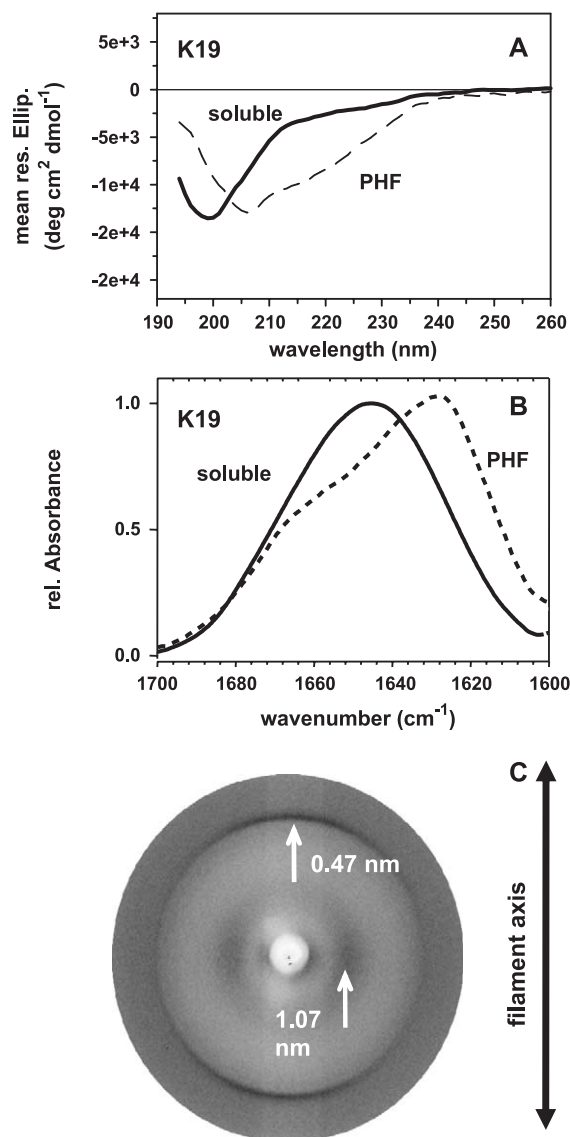 K19
A
5e+3
0
-5e+3
-1e+4
-2e+4
-2e+4
mean res. Ellip.
(deg cm² dmol⁻¹)
soluble
PHF
190 200 210 220 230 240 250 260
wavelength (nm)
K19
B
1.0
0.5
0.0
rel. Absorbance
soluble
PHF
1700 1680 1660 1640 1620 1600
wavenumber (cm⁻¹)
C
0.47 nm
1.07
nm
filament axis